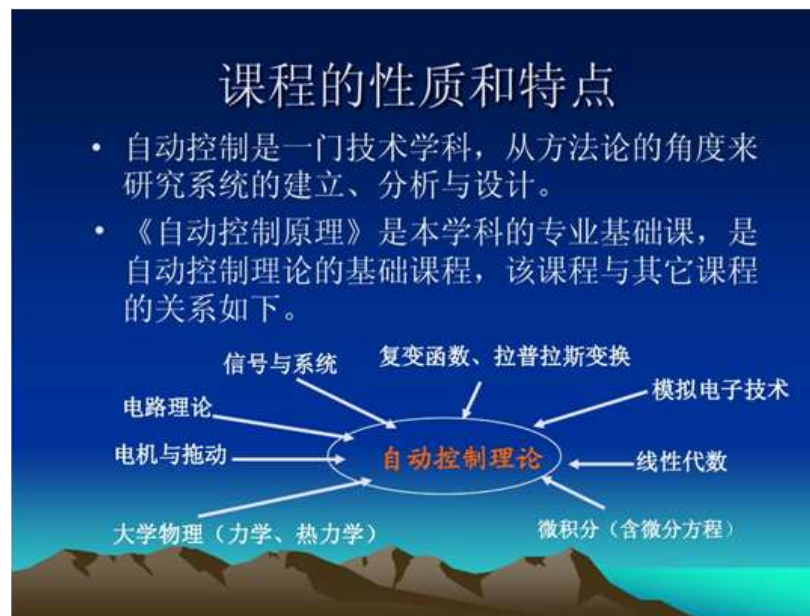 课程的性质和特点
• 自动控制是一门技术学科，从方法论的角度来
研究系统的建立、分析与设计。
• 《自动控制原理》是本学科的专业基础课，是
自动控制理论的基础课程，该课程与其它课程
的关系如下。
信号与系统
复变函数、拉普拉斯变换
模拟电子技术
电路理论
电机与拖动
自动控制理论
线性代数
大学物理（力学、热力学）
微积分（含微分方程）